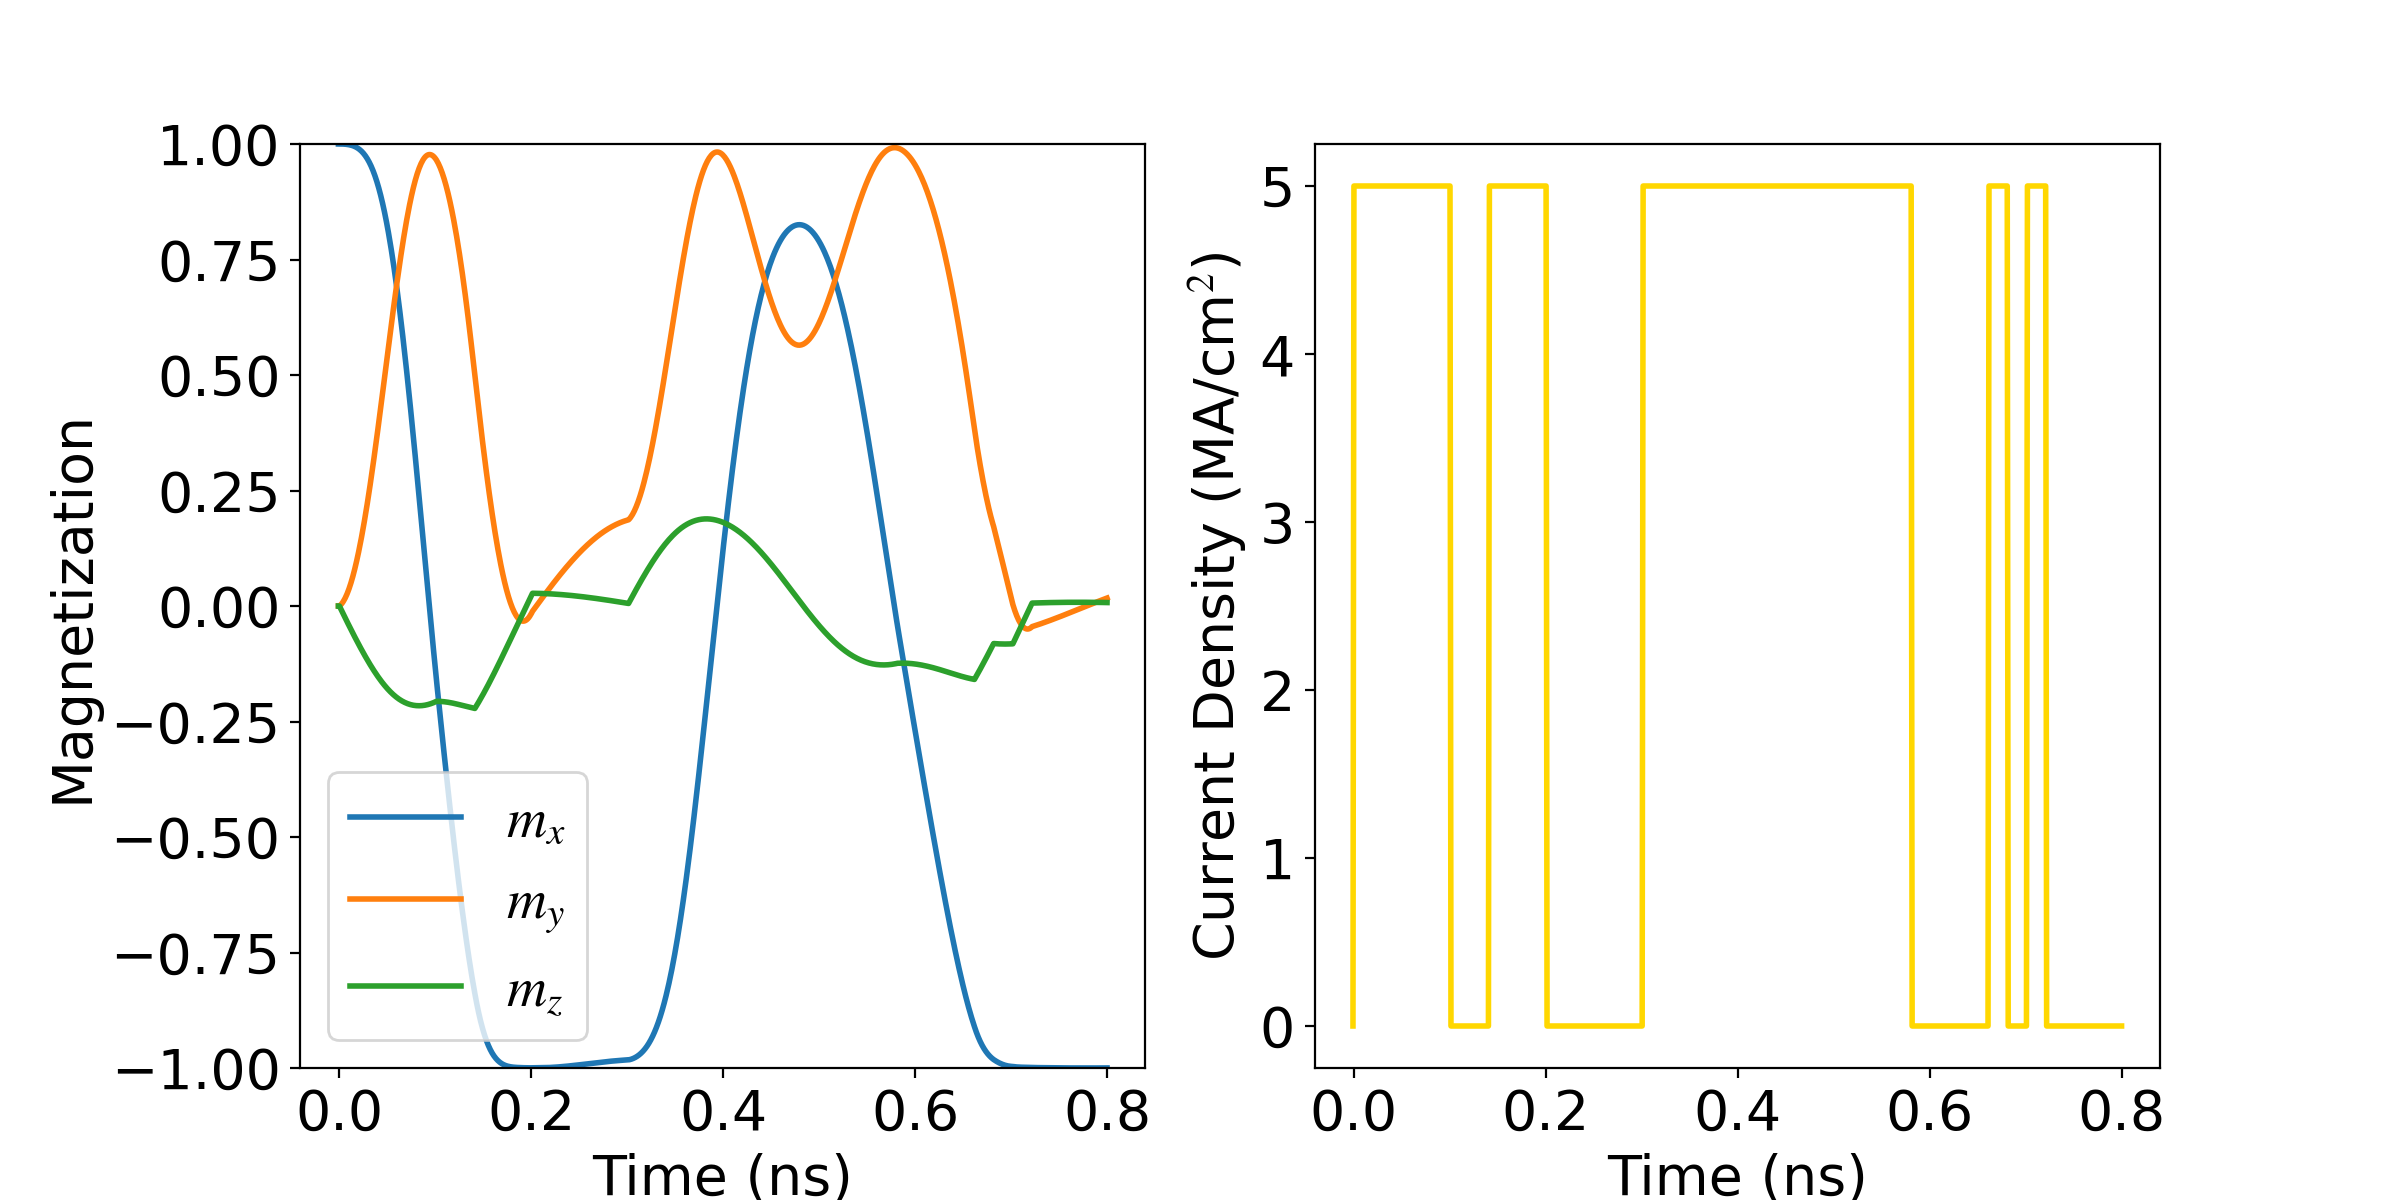 1.00
0.75
0.50
0.25
0.00
−0.25
−0.50
−0.75
−1.00
Magnetization
m_x
m_y
m_z
0.0 0.2 0.4 0.6 0.8
Time (ns)
5
4
3
2
1
0
Current Density (MA/cm²)
0.0 0.2 0.4 0.6 0.8
Time (ns)